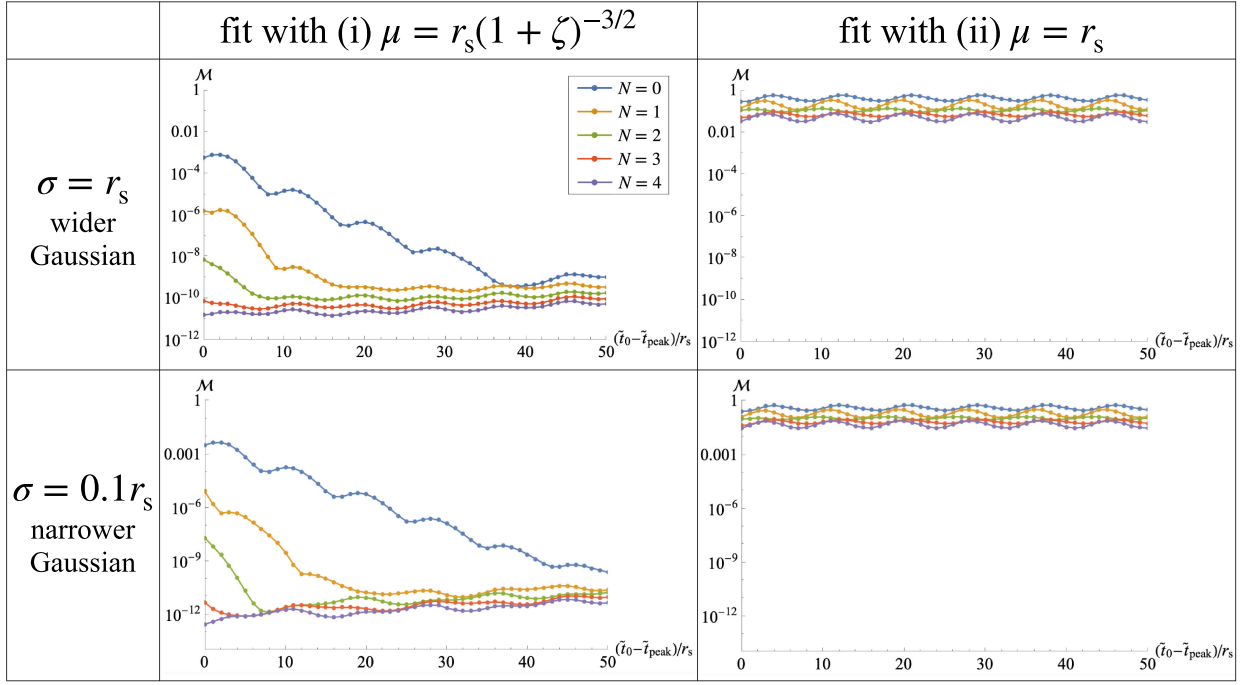 fit with (i) μ = r_s(1 + ζ)^{−3/2}
fit with (ii) μ = r_s
σ = r_s
wider
Gaussian
ℳ
1
0.01
10^{-4}
10^{-6}
10^{-8}
10^{-10}
10^{-12}
0 10 20 30 40 50
(t̃_0−t̃_peak)/r_s
N = 0
N = 1
N = 2
N = 3
N = 4
ℳ
1
0.01
10^{-4}
10^{-6}
10^{-8}
10^{-10}
10^{-12}
0 10 20 30 40 50
(t̃_0−t̃_peak)/r_s
σ = 0.1r_s
narrower
Gaussian
ℳ
1
0.001
10^{-6}
10^{-9}
10^{-12}
0 10 20 30 40 50
(t̃_0−t̃_peak)/r_s
ℳ
1
0.001
10^{-6}
10^{-9}
10^{-12}
0 10 20 30 40 50
(t̃_0−t̃_peak)/r_s